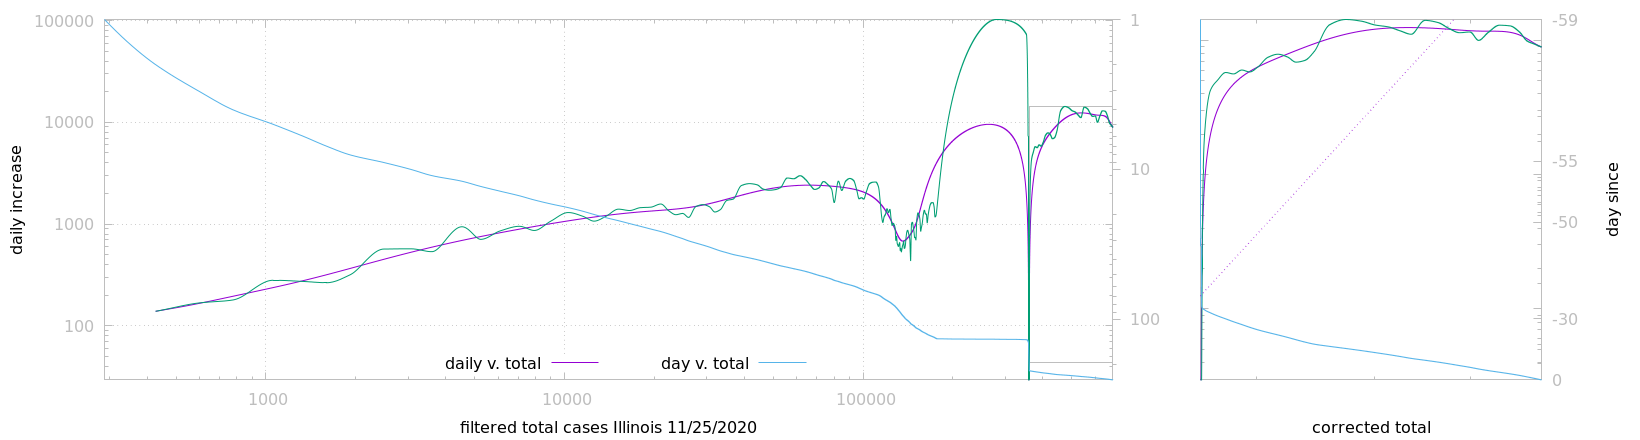 100000
10000
1000
100
daily increase
1
10
100
daily v. total
day v. total
1000
10000
100000
filtered total cases Illinois 11/25/2020
-59
-55
-50
-30
0
day since
corrected total